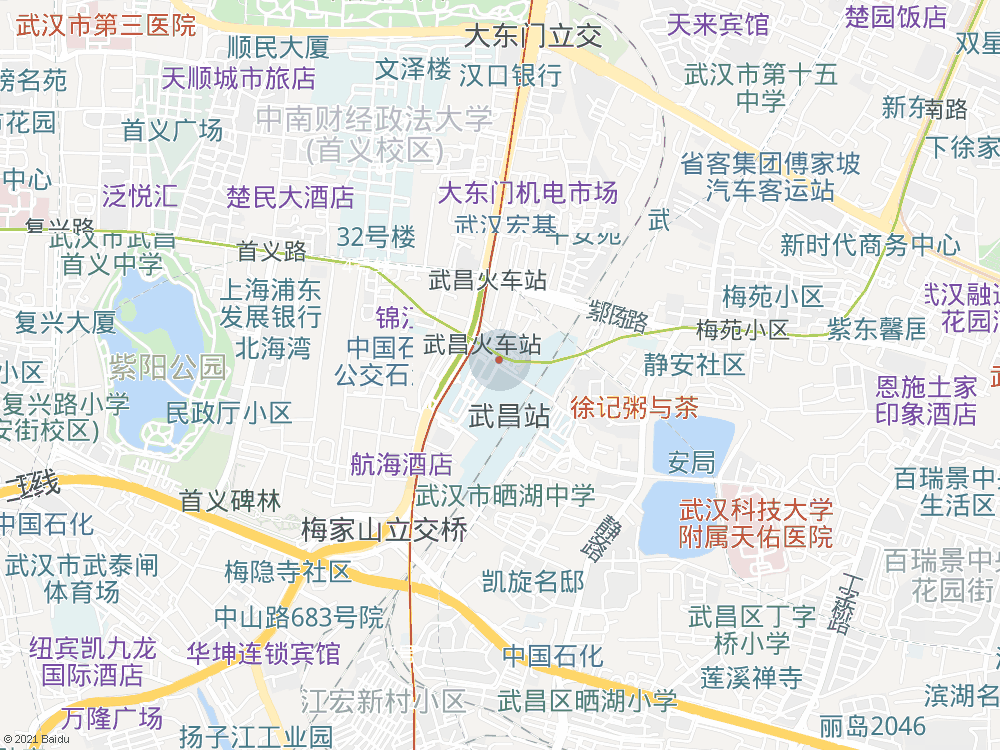 武汉市第三医院
大东门立交
天来宾馆
楚园饭店
顺民大厦
文泽楼
汉口银行
双星
榜名苑
天顺城市旅店
武汉市第十五
中学
新东
南路
花园
首义广场
中南财经政法大学
(首义校区)
下徐家
中心
省客集团傅家坡
汽车客运站
泛悦汇
楚民大酒店
大东门机电市场
武汉宏基
武
复兴路
武汉市武昌
首义中学
首义路
32号楼
新时代商务中心
武昌火车站
上海浦东
发展银行
梅苑小区
武汉融
花园
复兴大厦
锦江
梅苑小区
紫东馨居
北海湾
中国石
公交石
武昌火车站
紫阳公园
静安社区
小区
复兴路小学
安街校区)
民政厅小区
武昌站
徐记粥与茶
恩施土家
印象酒店
航海酒店
安局
首义碑林
武汉市晒湖中学
百瑞景中央
生活区
中国石化
梅家山立交桥
静安路
武汉科技大学
附属天佑医院
武汉市武泰闸
体育场
梅隐寺社区
凯旋名邸
百瑞景中央
花园街
丁字桥路
中山路683号院
武昌区丁字
桥小学
纽宾凯九龙
国际酒店
华坤连锁宾馆
中国石化
莲溪禅寺
江宏新村小区
武昌区晒湖小学
滨湖名
万隆广场
扬子江工业园
丽岛2046
© 2021 Baidu